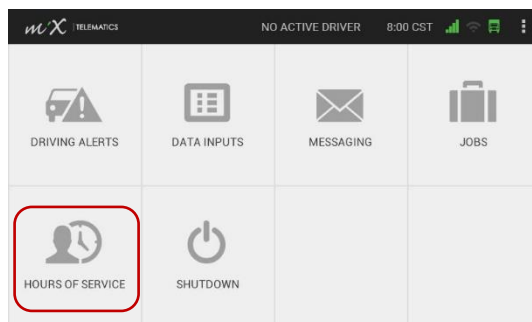 miX TELEMATICS NO ACTIVE DRIVER 8:00 CST
DRIVING ALERTS DATA INPUTS MESSAGING JOBS
HOURS OF SERVICE SHUTDOWN